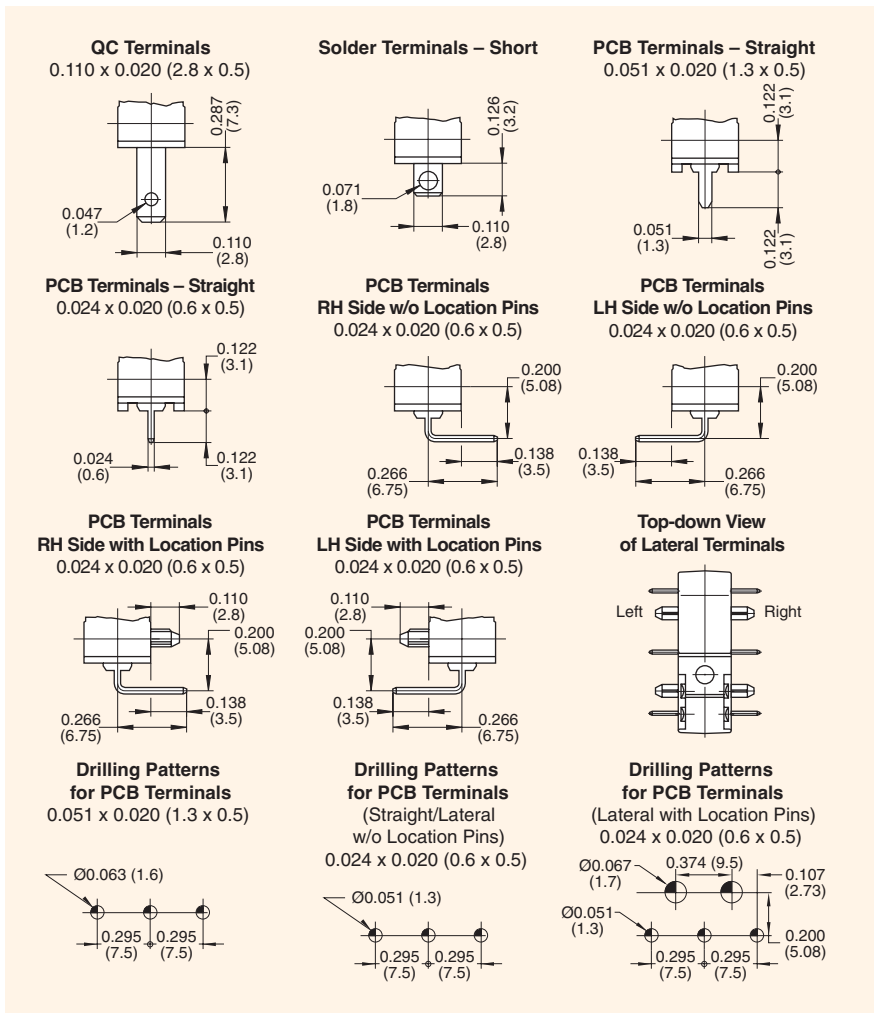 QC Terminals
0.110 x 0.020 (2.8 x 0.5)
0.287
(7.3)
0.047
(1.2)
0.110
(2.8)
Solder Terminals – Short
0.126
(3.2)
0.071
(1.8)
0.110
(2.8)
PCB Terminals – Straight
0.051 x 0.020 (1.3 x 0.5)
0.122
(3.1)
0.051
(1.3)
0.122
(3.1)
PCB Terminals – Straight
0.024 x 0.020 (0.6 x 0.5)
0.122
(3.1)
0.024
(0.6)
0.122
(3.1)
PCB Terminals
RH Side w/o Location Pins
0.024 x 0.020 (0.6 x 0.5)
0.200
(5.08)
0.138
(3.5)
0.266
(6.75)
PCB Terminals
LH Side w/o Location Pins
0.024 x 0.020 (0.6 x 0.5)
0.200
(5.08)
0.138
(3.5)
0.266
(6.75)
PCB Terminals
RH Side with Location Pins
0.024 x 0.020 (0.6 x 0.5)
0.110
(2.8)
0.200
(5.08)
0.138
(3.5)
0.266
(6.75)
PCB Terminals
LH Side with Location Pins
0.024 x 0.020 (0.6 x 0.5)
0.110
(2.8)
0.200
(5.08)
0.138
(3.5)
0.266
(6.75)
Top-down View
of Lateral Terminals
Left Right
Drilling Patterns
for PCB Terminals
0.051 x 0.020 (1.3 x 0.5)
Ø0.063 (1.6)
0.295 0.295
(7.5) (7.5)
Drilling Patterns
for PCB Terminals
(Straight/Lateral
w/o Location Pins)
0.024 x 0.020 (0.6 x 0.5)
Ø0.051 (1.3)
0.295 0.295
(7.5) (7.5)
Drilling Patterns
for PCB Terminals
(Lateral with Location Pins)
0.024 x 0.020 (0.6 x 0.5)
Ø0.067
(1.7)
0.374 (9.5)
0.107
(2.73)
Ø0.051
(1.3)
0.200
(5.08)
0.295 0.295
(7.5) (7.5)